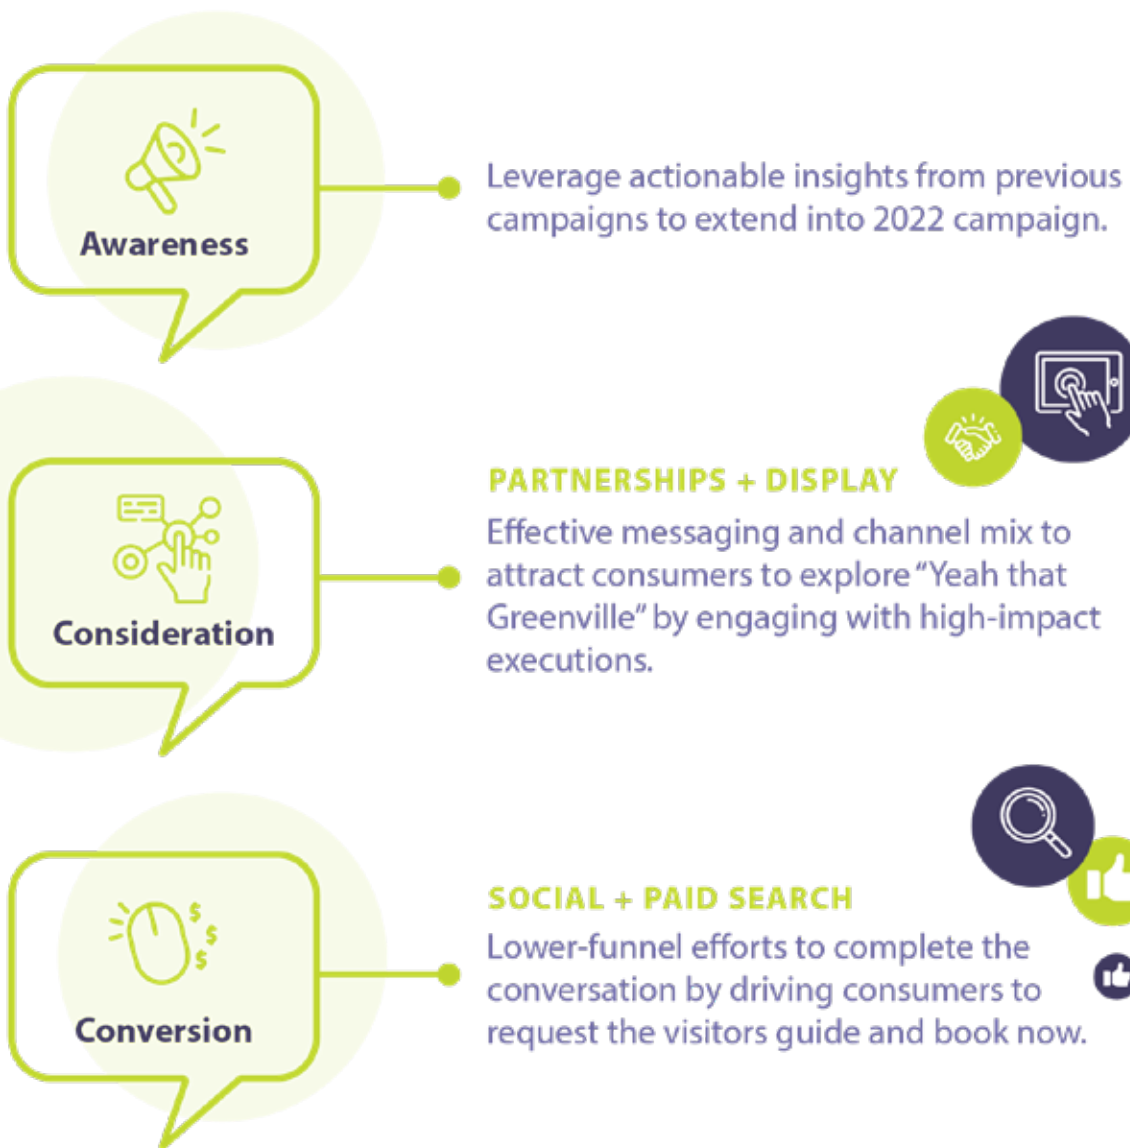 Awareness
Leverage actionable insights from previous
campaigns to extend into 2022 campaign.
Consideration
PARTNERSHIPS + DISPLAY
Effective messaging and channel mix to
attract consumers to explore “Yeah that
Greenville” by engaging with high-impact
executions.
Conversion
$
$
$
SOCIAL + PAID SEARCH
Lower-funnel efforts to complete the
conversation by driving consumers to
request the visitors guide and book now.